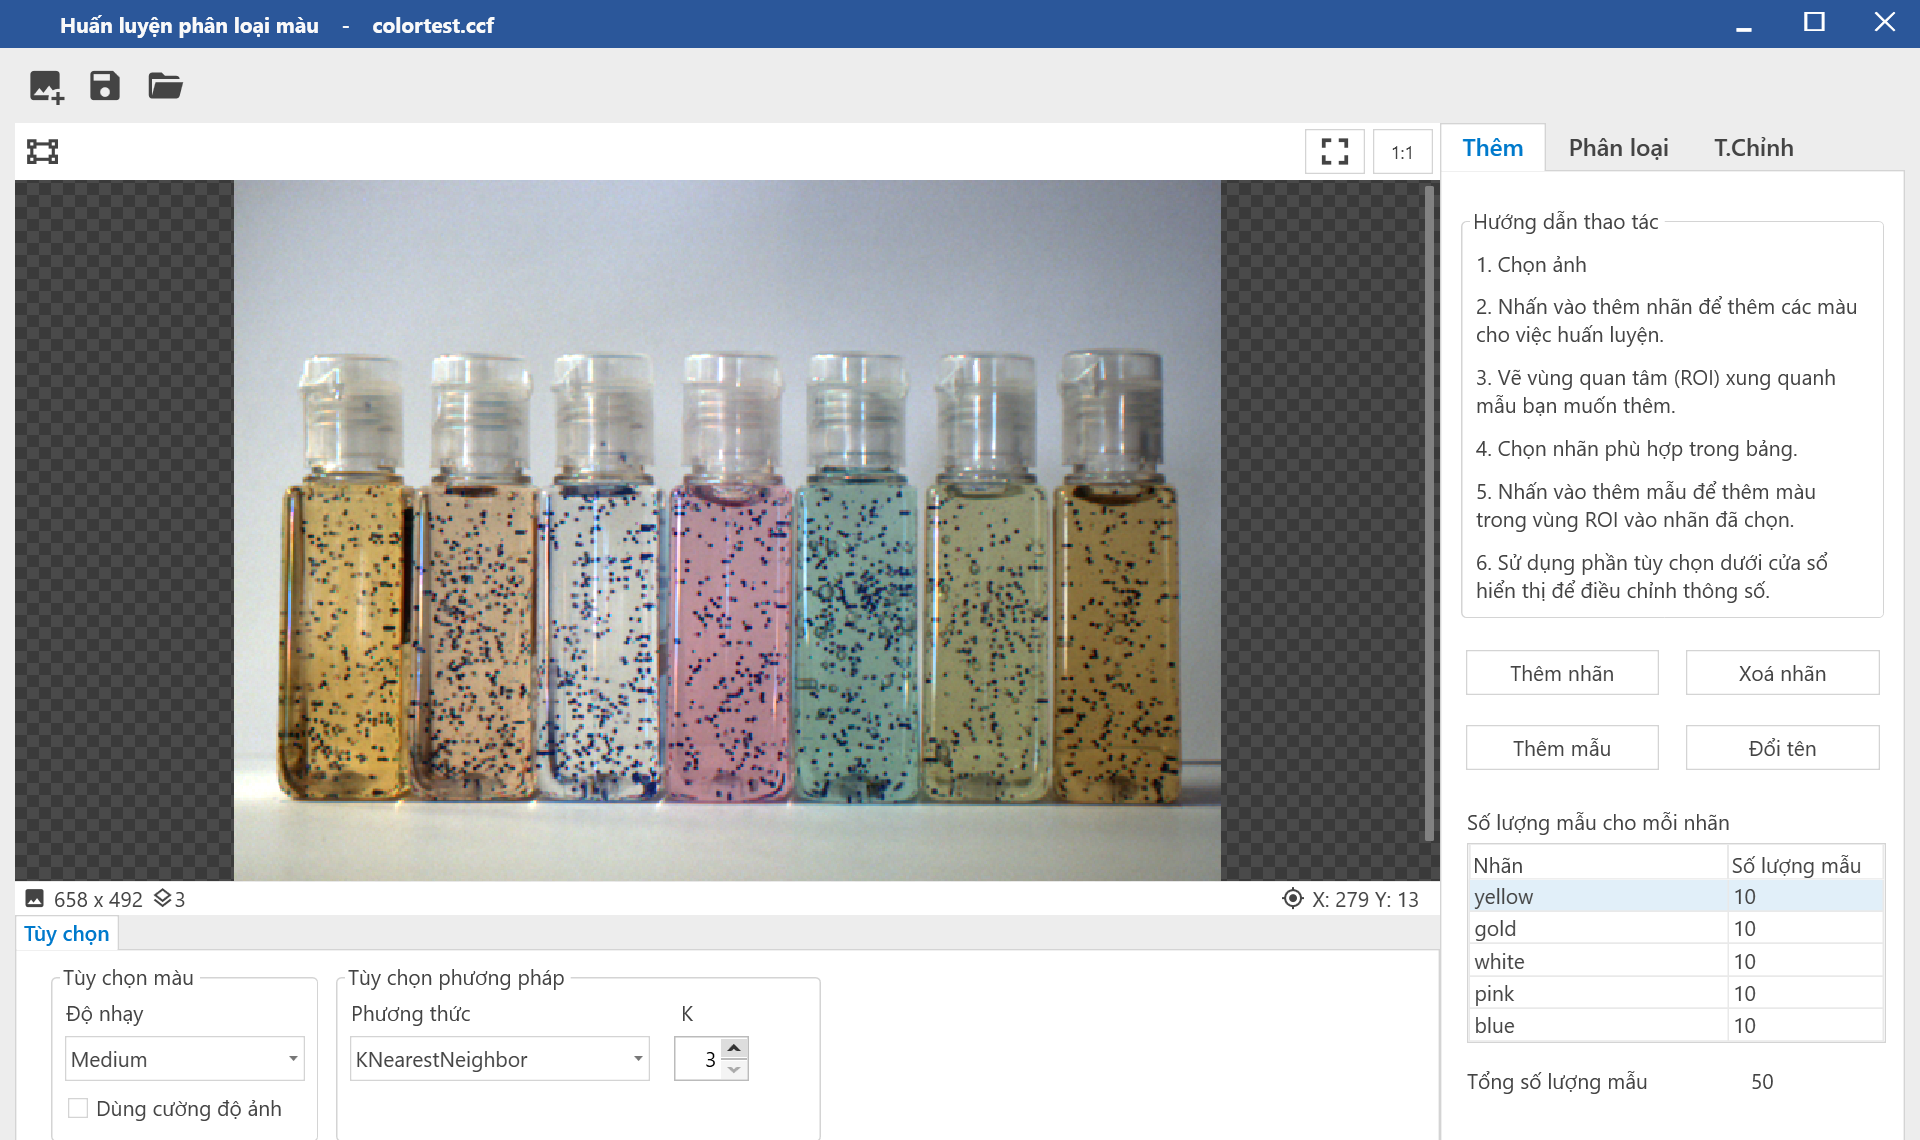 Huấn luyện phân loại màu - colortest.ccf
1:1
Thêm Phân loại T.Chỉnh
Hướng dẫn thao tác
1. Chọn ảnh
2. Nhấn vào thêm nhãn để thêm các màu
cho việc huấn luyện.
3. Vẽ vùng quan tâm (ROI) xung quanh
mẫu bạn muốn thêm.
4. Chọn nhãn phù hợp trong bảng.
5. Nhấn vào thêm mẫu để thêm màu
trong vùng ROI vào nhãn đã chọn.
6. Sử dụng phần tùy chọn dưới cửa sổ
hiển thị để điều chỉnh thông số.
Thêm nhãn Xoá nhãn
Thêm mẫu Đổi tên
Số lượng mẫu cho mỗi nhãn
Nhãn Số lượng mẫu
yellow 10
gold 10
white 10
pink 10
blue 10
Tổng số lượng mẫu 50
658 x 492 3 X: 279 Y: 13
Tùy chọn
Tùy chọn màu
Độ nhạy
Medium
Dùng cường độ ảnh
Tùy chọn phương pháp
Phương thức K
KNearestNeighbor 3